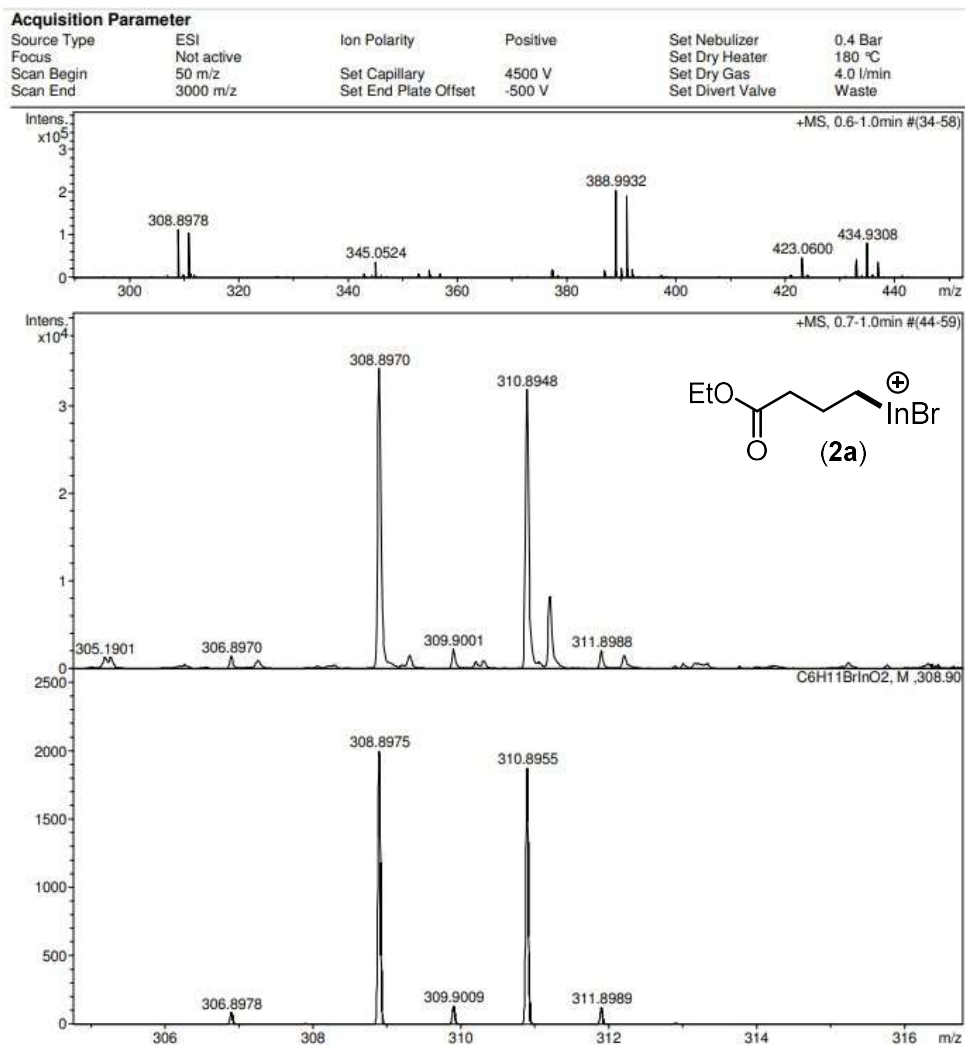 Acquisition Parameter
Source Type ESI Ion Polarity Positive Set Nebulizer 0.4 Bar
Focus Not active Set Dry Heater 180 °C
Scan Begin 50 m/z Set Capillary 4500 V Set Dry Gas 4.0 l/min
Scan End 3000 m/z Set End Plate Offset -500 V Set Divert Valve Waste
Intens. +MS, 0.6-1.0min #(34-58)
x10⁵
3
388.9932
2
308.8978
434.9308
1
423.0600
345.0524
0
300 320 340 360 380 400 420 440 m/z
Intens. +MS, 0.7-1.0min #(44-59)
x10⁴
308.8970
310.8948
3
⊕
EtO InBr
O (2a)
2
1
309.9001
305.1901 306.8970 311.8988
0
2500 C6H11BrInO2, M ,308.90
308.8975
2000
310.8955
1500
1000
500
309.9009 311.8989
306.8978
0
306 308 310 312 314 316 m/z